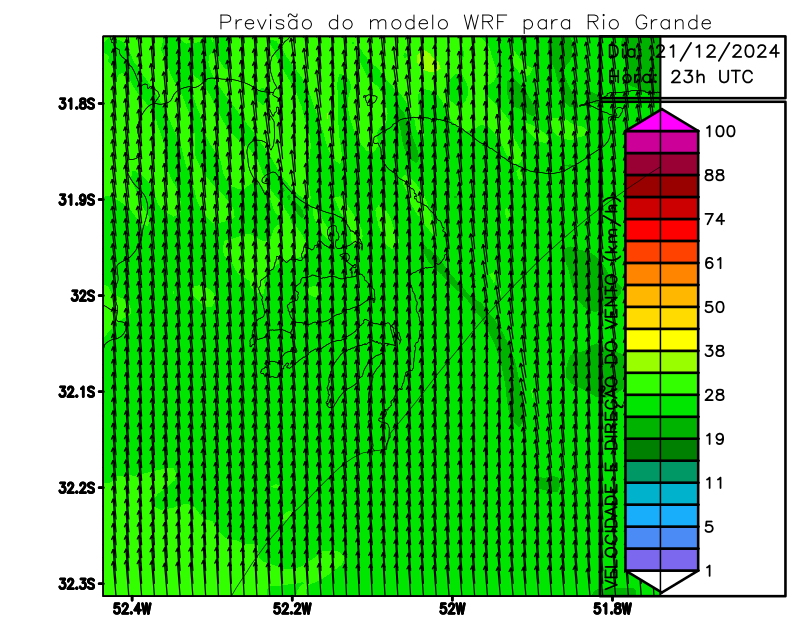 Previsão do modelo WRF para Rio Grande
Dia: 21/12/2024
Hora: 23h UTC
31.8S
31.9S
32S
32.1S
32.2S
32.3S
52.4W
52.2W
52W
51.8W
VELOCIDADE E DIREÇÃO DO VENTO (km/h)
100
88
74
61
50
38
28
19
11
5
1